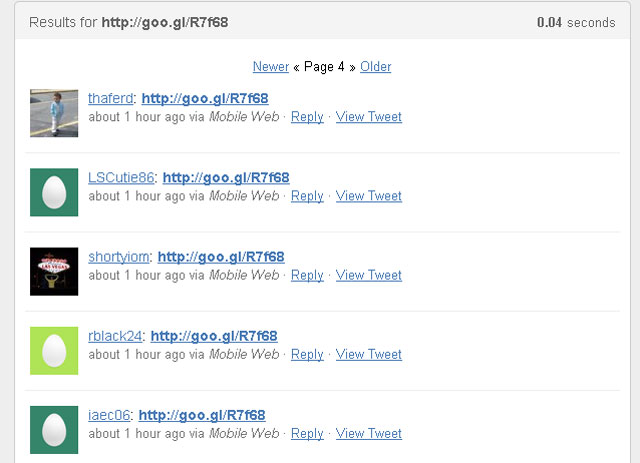 Results for http://goo.gl/R7f68 0.04 seconds
Newer « Page 4 » Older
thaferd: http://goo.gl/R7f68
about 1 hour ago via Mobile Web · Reply · View Tweet
LSCutie86: http://goo.gl/R7f68
about 1 hour ago via Mobile Web · Reply · View Tweet
shortyiom: http://goo.gl/R7f68
about 1 hour ago via Mobile Web · Reply · View Tweet
LAS VEGAS
rblack24: http://goo.gl/R7f68
about 1 hour ago via Mobile Web · Reply · View Tweet
iaec06: http://goo.gl/R7f68
about 1 hour ago via Mobile Web · Reply · View Tweet